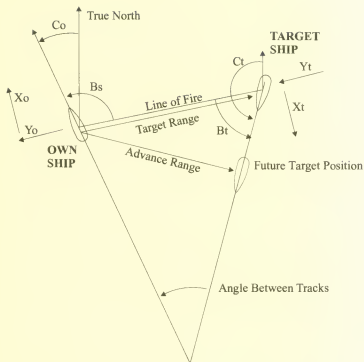 Co
True North
TARGET
SHIP
Ct
Yt
Bs
Xo
Line of Fire
Target Range
Xt
Yo
Bt
OWN
SHIP
Advance Range
Future Target Position
Angle Between Tracks